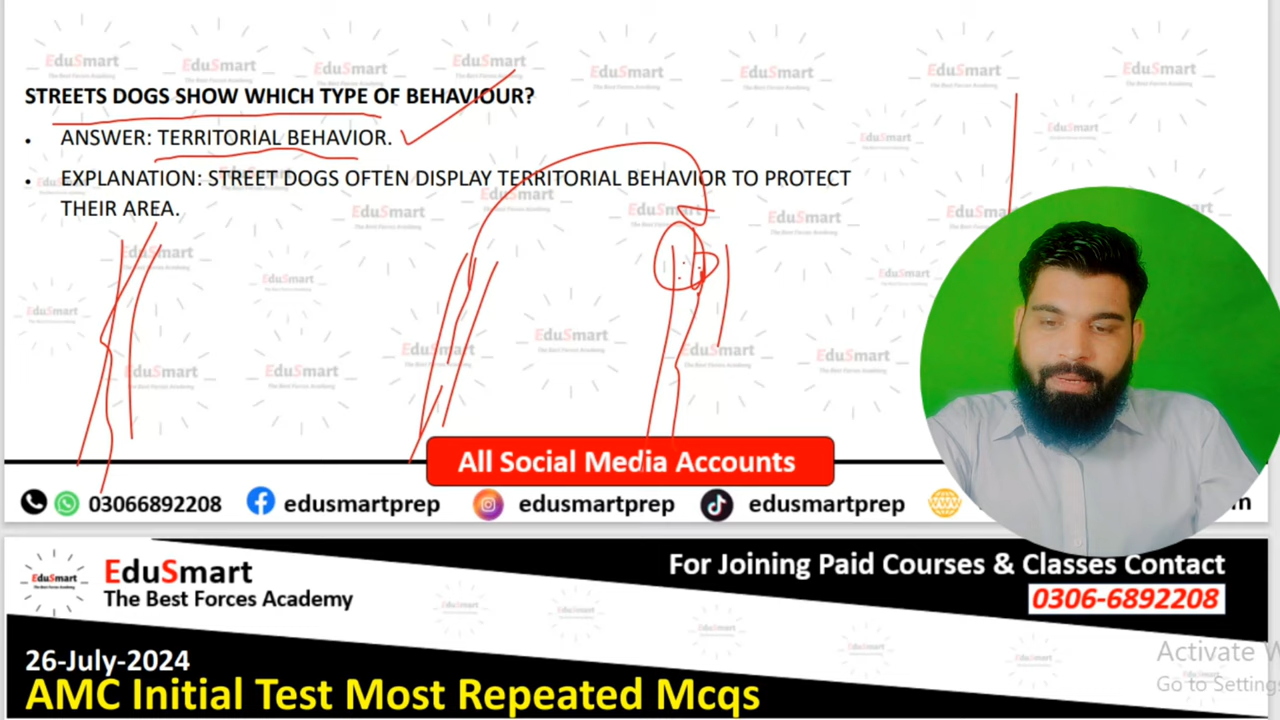 STREETS DOGS SHOW WHICH TYPE OF BEHAVIOUR?
• ANSWER: TERRITORIAL BEHAVIOR.
• EXPLANATION: STREET DOGS OFTEN DISPLAY TERRITORIAL BEHAVIOR TO PROTECT
THEIR AREA.
All Social Media Accounts
03066892208 edusmartprep edusmartprep edusmartprep
EduSmart
The Best Forces Academy
For Joining Paid Courses & Classes Contact
0306-6892208
26-July-2024
AMC Initial Test Most Repeated Mcqs
Activate
Go to Settings